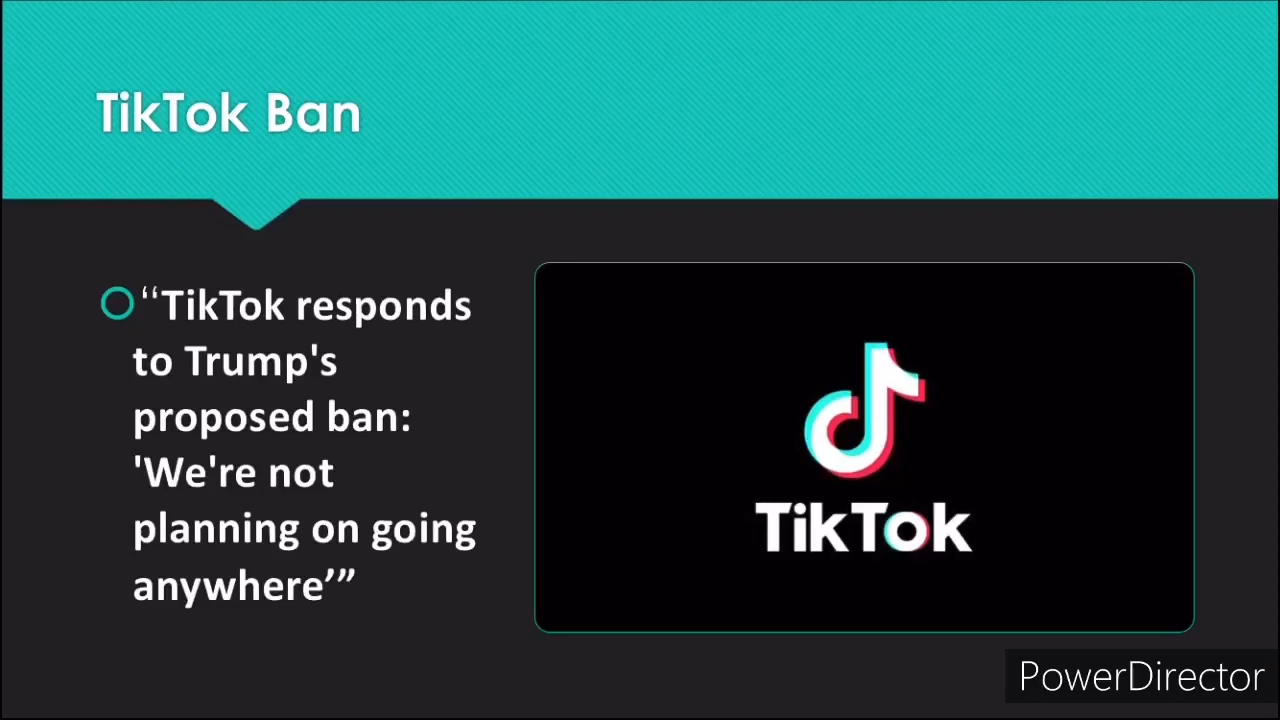 TikTok Ban
“TikTok responds
to Trump's
proposed ban:
'We're not
planning on going
anywhere’”
TikTok
PowerDirector